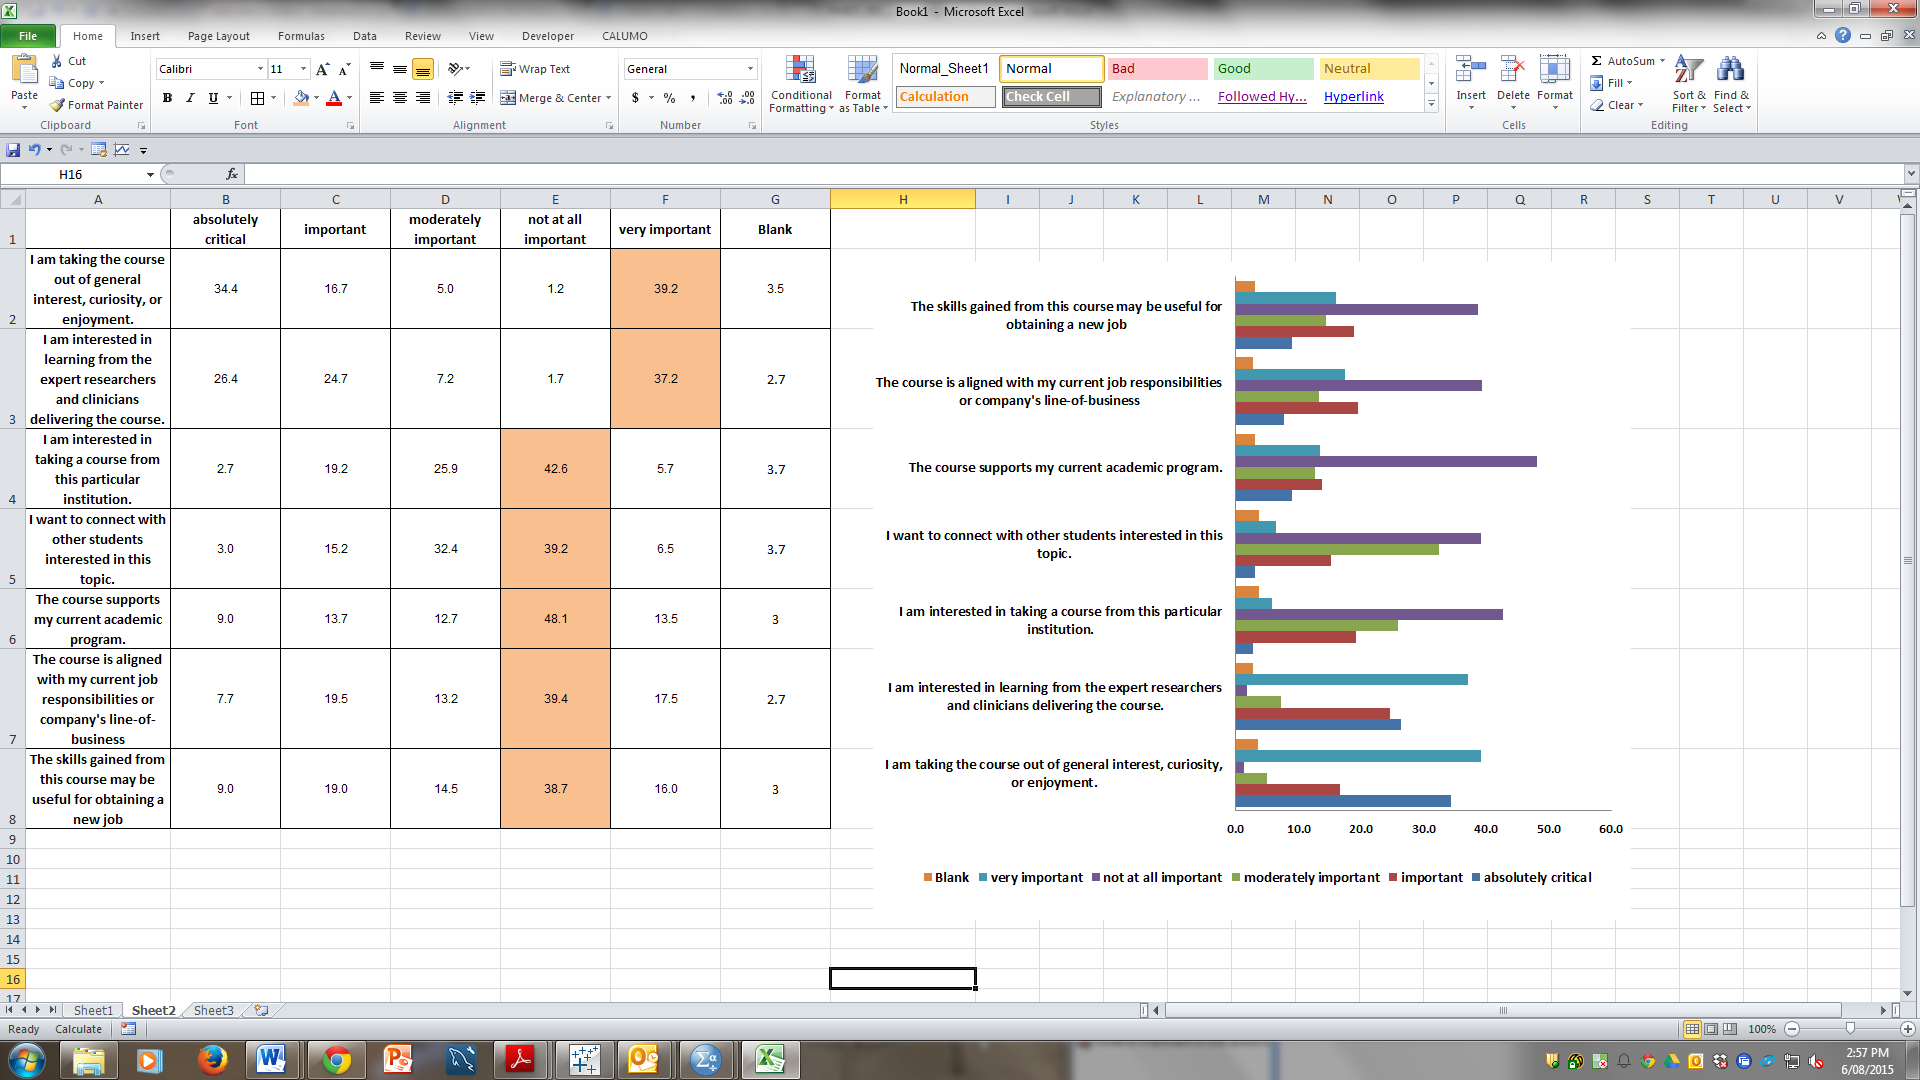 Book1 - Microsoft Excel
File Home Insert Page Layout Formulas Data Review View Developer CALUMO
Paste
Cut
Copy
Format Painter
Clipboard
Calibri 11
B I U
Font
Wrap Text
Merge & Center
Alignment
General
$ % ,
Number
Conditional Formatting
Format as Table
Normal_Sheet1 Normal Bad Good Neutral
Calculation Check Cell Explanatory ... Followed Hy... Hyperlink
Styles
Insert Delete Format
Cells
AutoSum
Fill
Clear
Sort & Filter
Find & Select
Editing
H16
fx
A B C D E F G H I J K L M N O P Q R S T U V
1
absolutely critical
important
moderately important
not at all important
very important
Blank
2
I am taking the course
out of general
interest, curiosity, or
enjoyment.
34.4 16.7 5.0 1.2 39.2 3.5
3
I am interested in
learning from the
expert researchers
and clinicians
delivering the course.
26.4 24.7 7.2 1.7 37.2 2.7
4
I am interested in
taking a course from
this particular
institution.
2.7 19.2 25.9 42.6 5.7 3.7
5
I want to connect with
other students
interested in this
topic.
3.0 15.2 32.4 39.2 6.5 3.7
6
The course supports
my current academic
program.
9.0 13.7 12.7 48.1 13.5 3
7
The course is aligned
with my current job
responsibilities or
company's line-of-
business
7.7 19.5 13.2 39.4 17.5 2.7
8
The skills gained from
this course may be
useful for obtaining a
new job
9.0 19.0 14.5 38.7 16.0 3
9
10
11
12
13
14
15
16
17
The skills gained from this course may be useful for
obtaining a new job
The course is aligned with my current job responsibilities
or company's line-of-business
The course supports my current academic program.
I want to connect with other students interested in this
topic.
I am interested in taking a course from this particular
institution.
I am interested in learning from the expert researchers
and clinicians delivering the course.
I am taking the course out of general interest, curiosity,
or enjoyment.
0.0 10.0 20.0 30.0 40.0 50.0 60.0
Blank very important not at all important moderately important important absolutely critical
Sheet1 Sheet2 Sheet3
Ready Calculate
100%
2:57 PM
6/08/2015